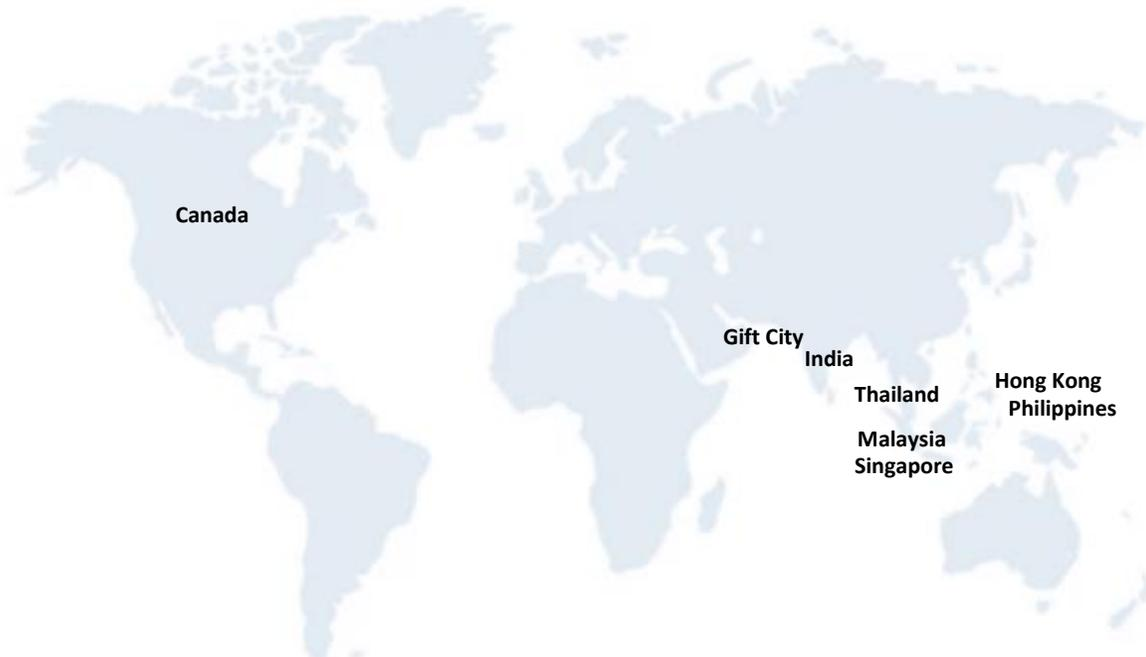 Canada
Gift City
India
Thailand
Hong Kong
Philippines
Malaysia
Singapore